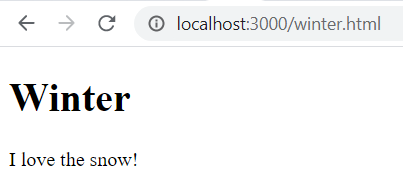 localhost:3000/winter.html
Winter
I love the snow!